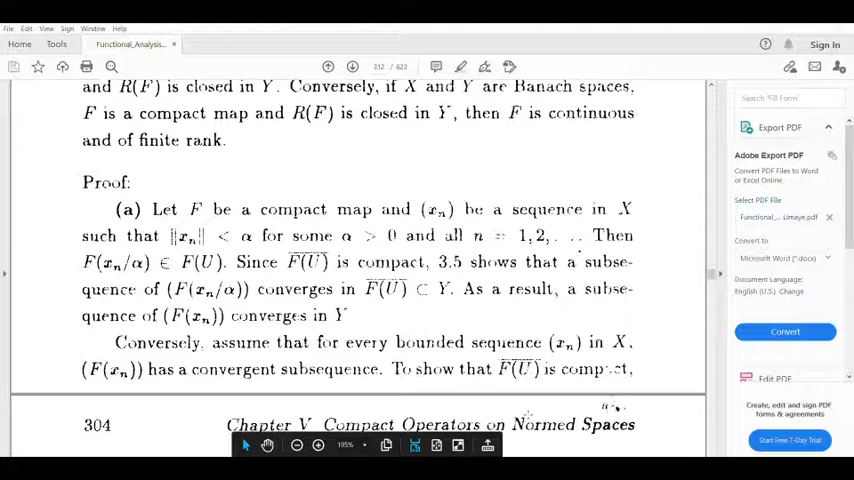 File Edit View Sign Window Help
Home Tools Functional_Analysis... × Sign In
312 / 623
and R(F) is closed in Y. Conversely, if X and Y are Banach spaces,
F is a compact map and R(F) is closed in Y, then F is continuous
and of finite rank.
Proof:
(a) Let F be a compact map and (xₙ) be a sequence in X
such that ‖xₙ‖ < α for some α > 0 and all n = 1, 2, . . . Then
F(xₙ/α) ∈ F(U). Since F̅(̅U̅)̅ is compact, 3.5 shows that a subse-
quence of (F(xₙ/α)) converges in F̅(̅U̅)̅ ⊂ Y. As a result, a subse-
quence of (F(xₙ)) converges in Y
Conversely, assume that for every bounded sequence (xₙ) in X,
(F(xₙ)) has a convergent subsequence. To show that F̅(̅U̅)̅ is compact,
304 Chapter V Compact Operators on Normed Spaces
195%
Search "Fill Form"
Export PDF
Adobe Export PDF
Convert PDF Files to Word
or Excel Online.
Select PDF File
Functional_... Limaye.pdf ×
Convert to
Microsoft Word (*.docx)
Document Language:
English (U.S.) Change
Convert
Edit PDF
Create, edit and sign PDF
forms & agreements
Start Free 7-Day Trial